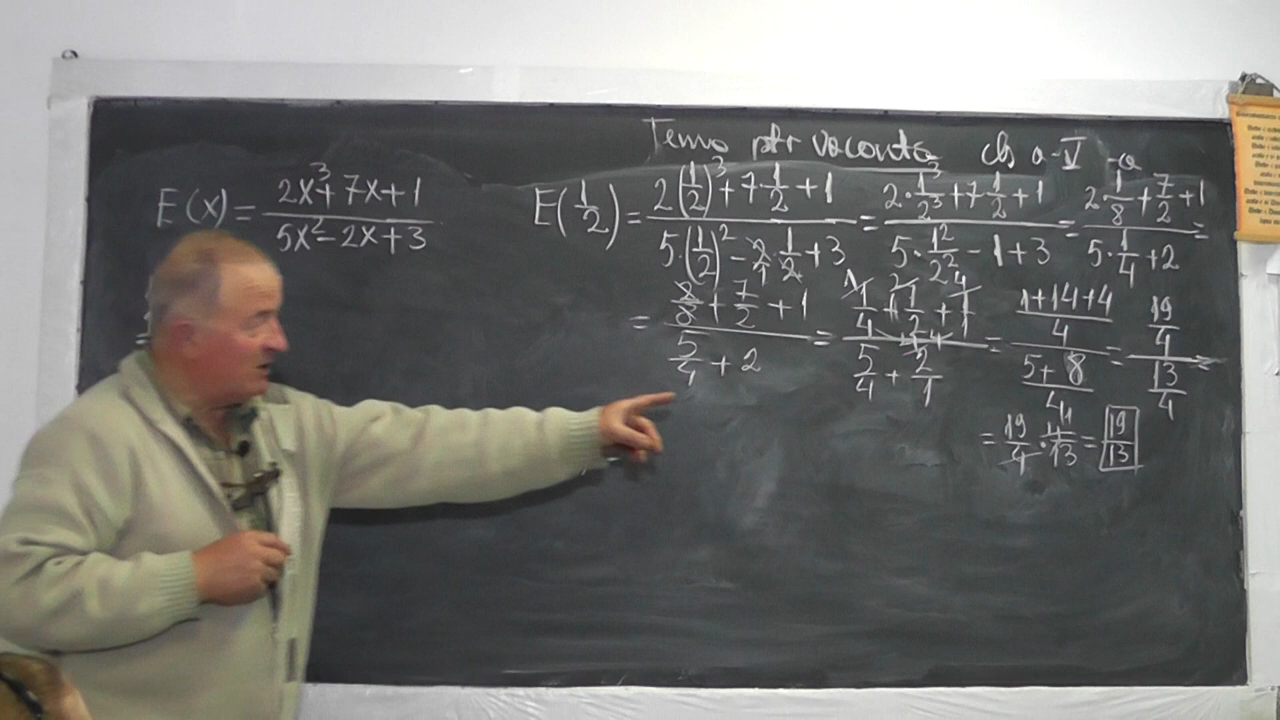 Tema ptr vacanta cls a-V-a
E(x) = (2x³ + 7x + 1)/(5x² - 2x + 3)
E(1/2) = (2(1/2)³ + 7·1/2 + 1)/(5·(1/2)² - 2·1/2 + 3) = (2·1³/2³ + 7·1/2 + 1)/(5·1²/2² - 1 + 3) = (2·1/8 + 7/2 + 1)/(5·1/4 + 2) =
= (2/8 + 7/2 + 1)/(5/4 + 2) = (1/4 + 7/2 + 1/1)/(5/4 + 2/1) = ((1+14+4)/4)/((5+8)/4) = (19/4)/(13/4) =
= 19/4 · 4/13 = 19/13